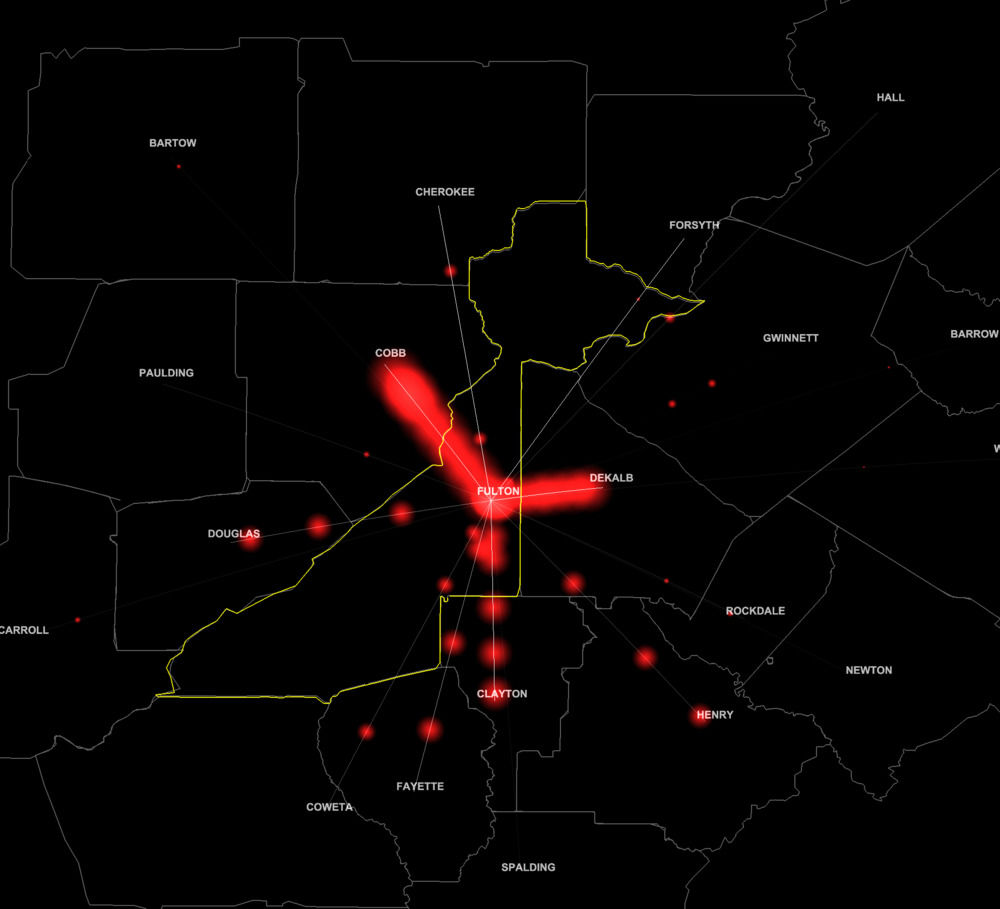 HALL
BARTOW
CHEROKEE
FORSYTH
BARROW
GWINNETT
COBB
PAULDING
W
DEKALB
FULTON
DOUGLAS
ROCKDALE
CARROLL
NEWTON
CLAYTON
HENRY
FAYETTE
COWETA
SPALDING